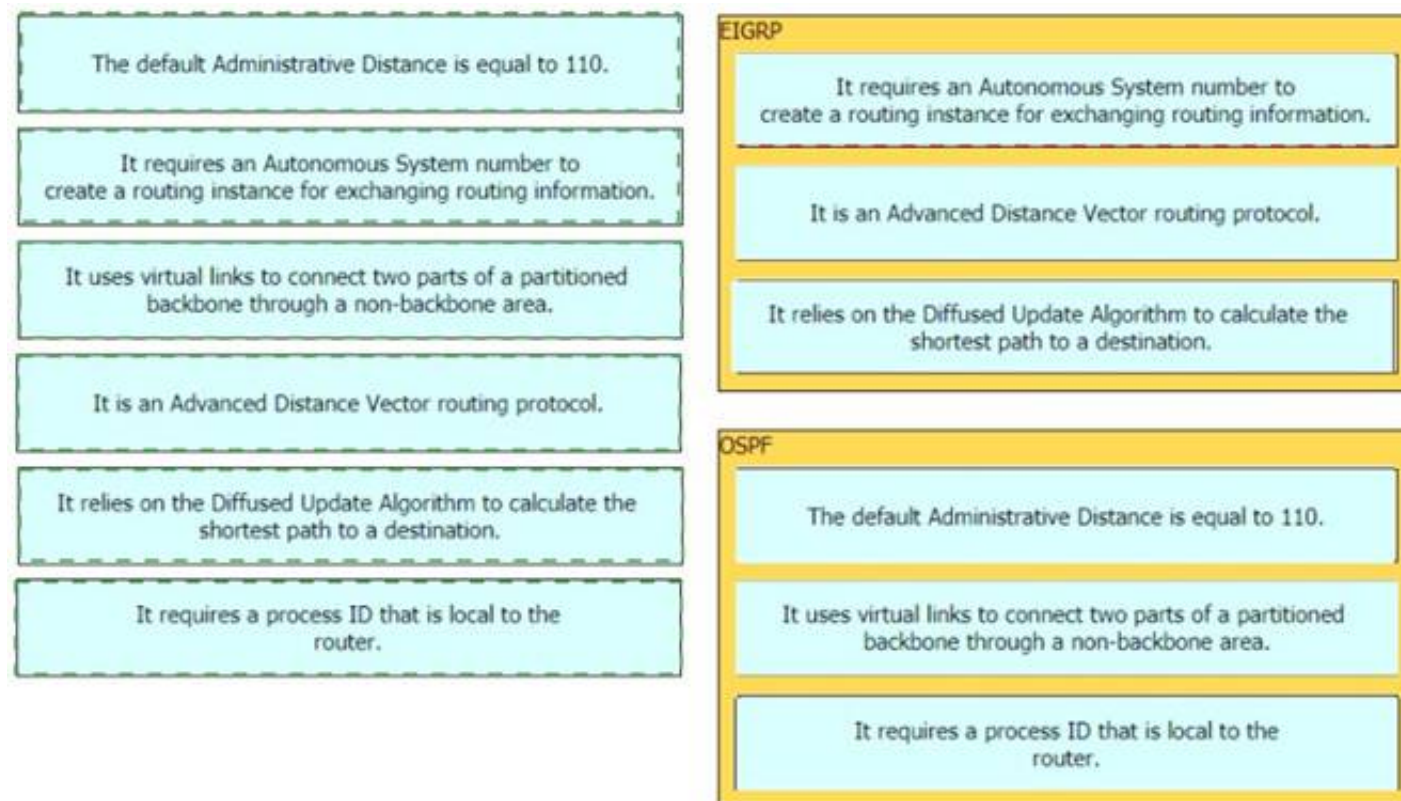 The default Administrative Distance is equal to 110.
It requires an Autonomous System number to
create a routing instance for exchanging routing information.
It uses virtual links to connect two parts of a partitioned
backbone through a non-backbone area.
It is an Advanced Distance Vector routing protocol.
It relies on the Diffused Update Algorithm to calculate the
shortest path to a destination.
It requires a process ID that is local to the
router.
EIGRP
It requires an Autonomous System number to
create a routing instance for exchanging routing information.
It is an Advanced Distance Vector routing protocol.
It relies on the Diffused Update Algorithm to calculate the
shortest path to a destination.
OSPF
The default Administrative Distance is equal to 110.
It uses virtual links to connect two parts of a partitioned
backbone through a non-backbone area.
It requires a process ID that is local to the
router.